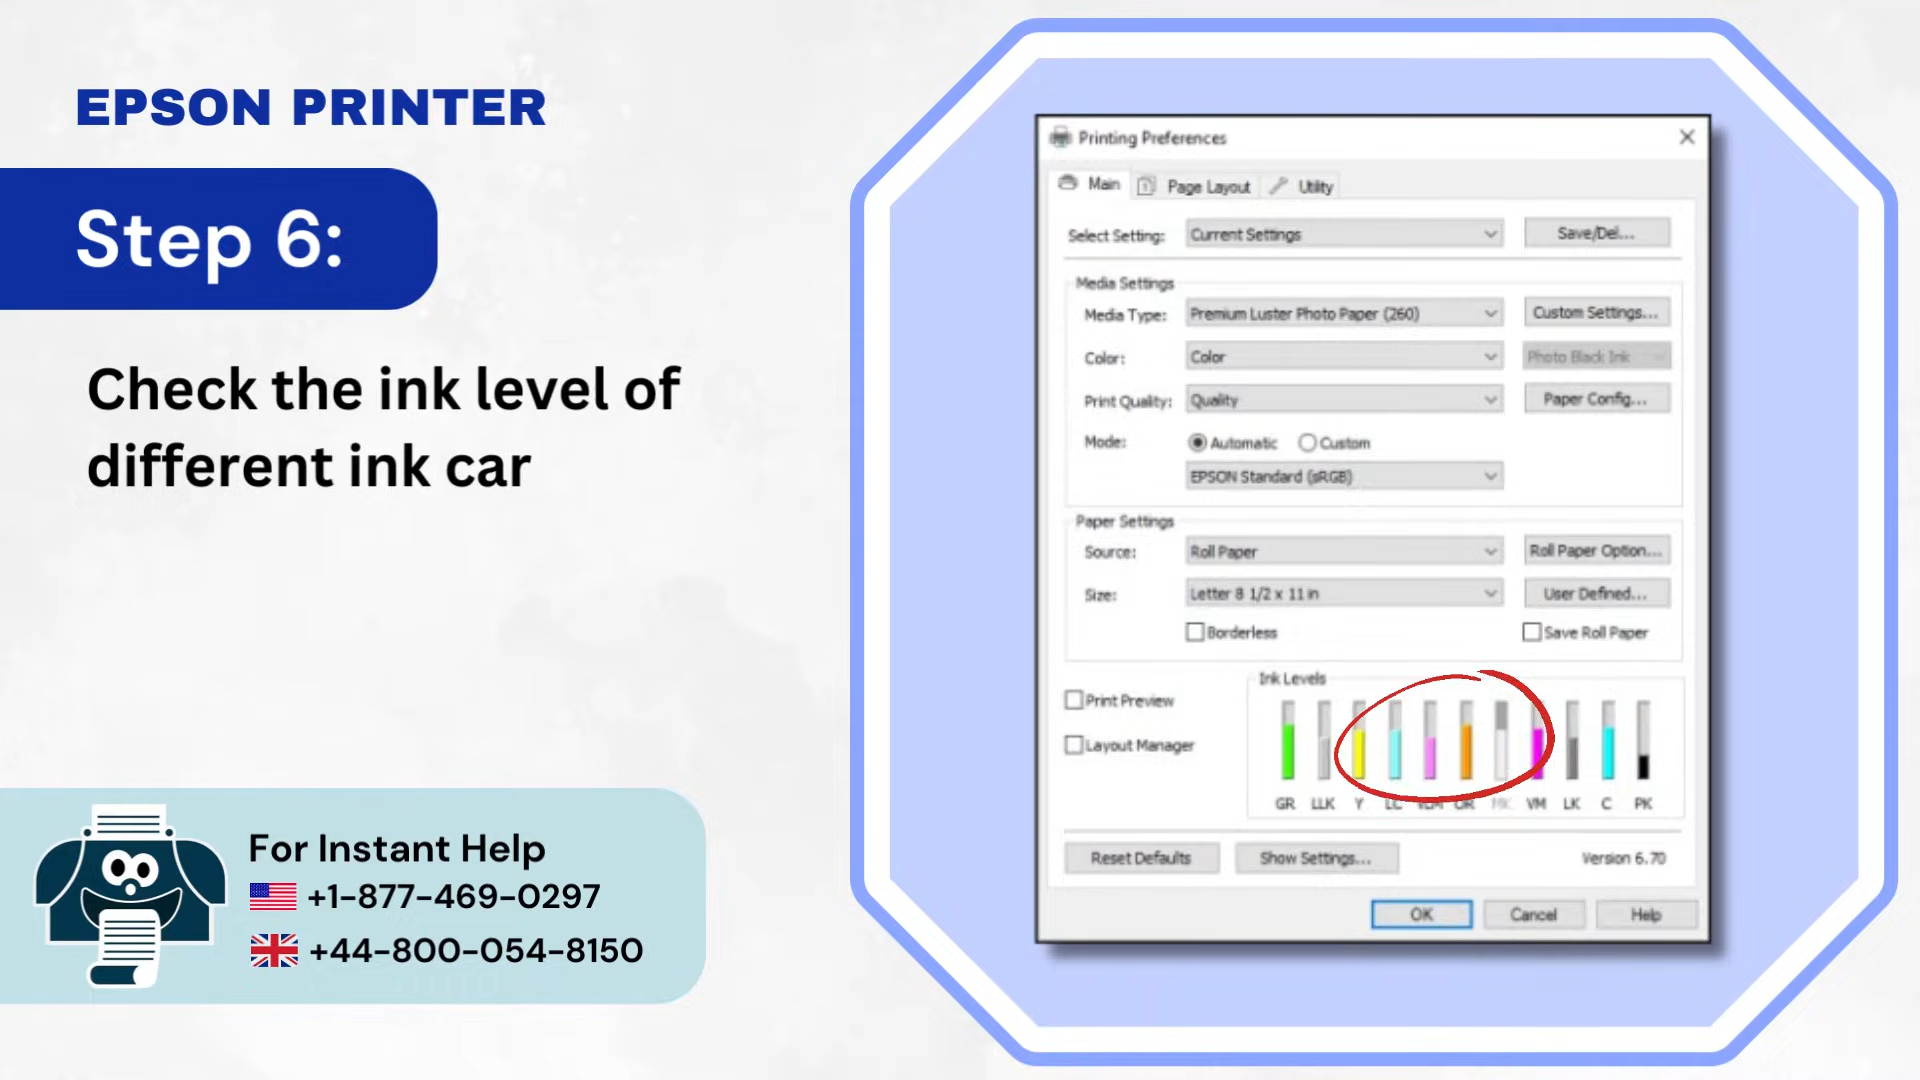 EPSON PRINTER
Step 6:
Check the ink level of
different ink car
For Instant Help
+1-877-469-0297
+44-800-054-8150
Printing Preferences
Main Page Layout Utility
Select Setting: Current Settings Save/Del...
Media Settings
Media Type: Premium Luster Photo Paper (260) Custom Settings...
Color: Color Photo Black Ink
Print Quality: Quality Paper Config...
Mode: Automatic Custom
EPSON Standard (sRGB)
Paper Settings
Source: Roll Paper Roll Paper Option...
Size: Letter 8 1/2 x 11 in User Defined...
Borderless Save Roll Paper
Ink Levels
Print Preview
Layout Manager
GR LLK Y LC VLM OR MK VM LK C PK
Reset Defaults Show Settings... Version 6.70
OK Cancel Help